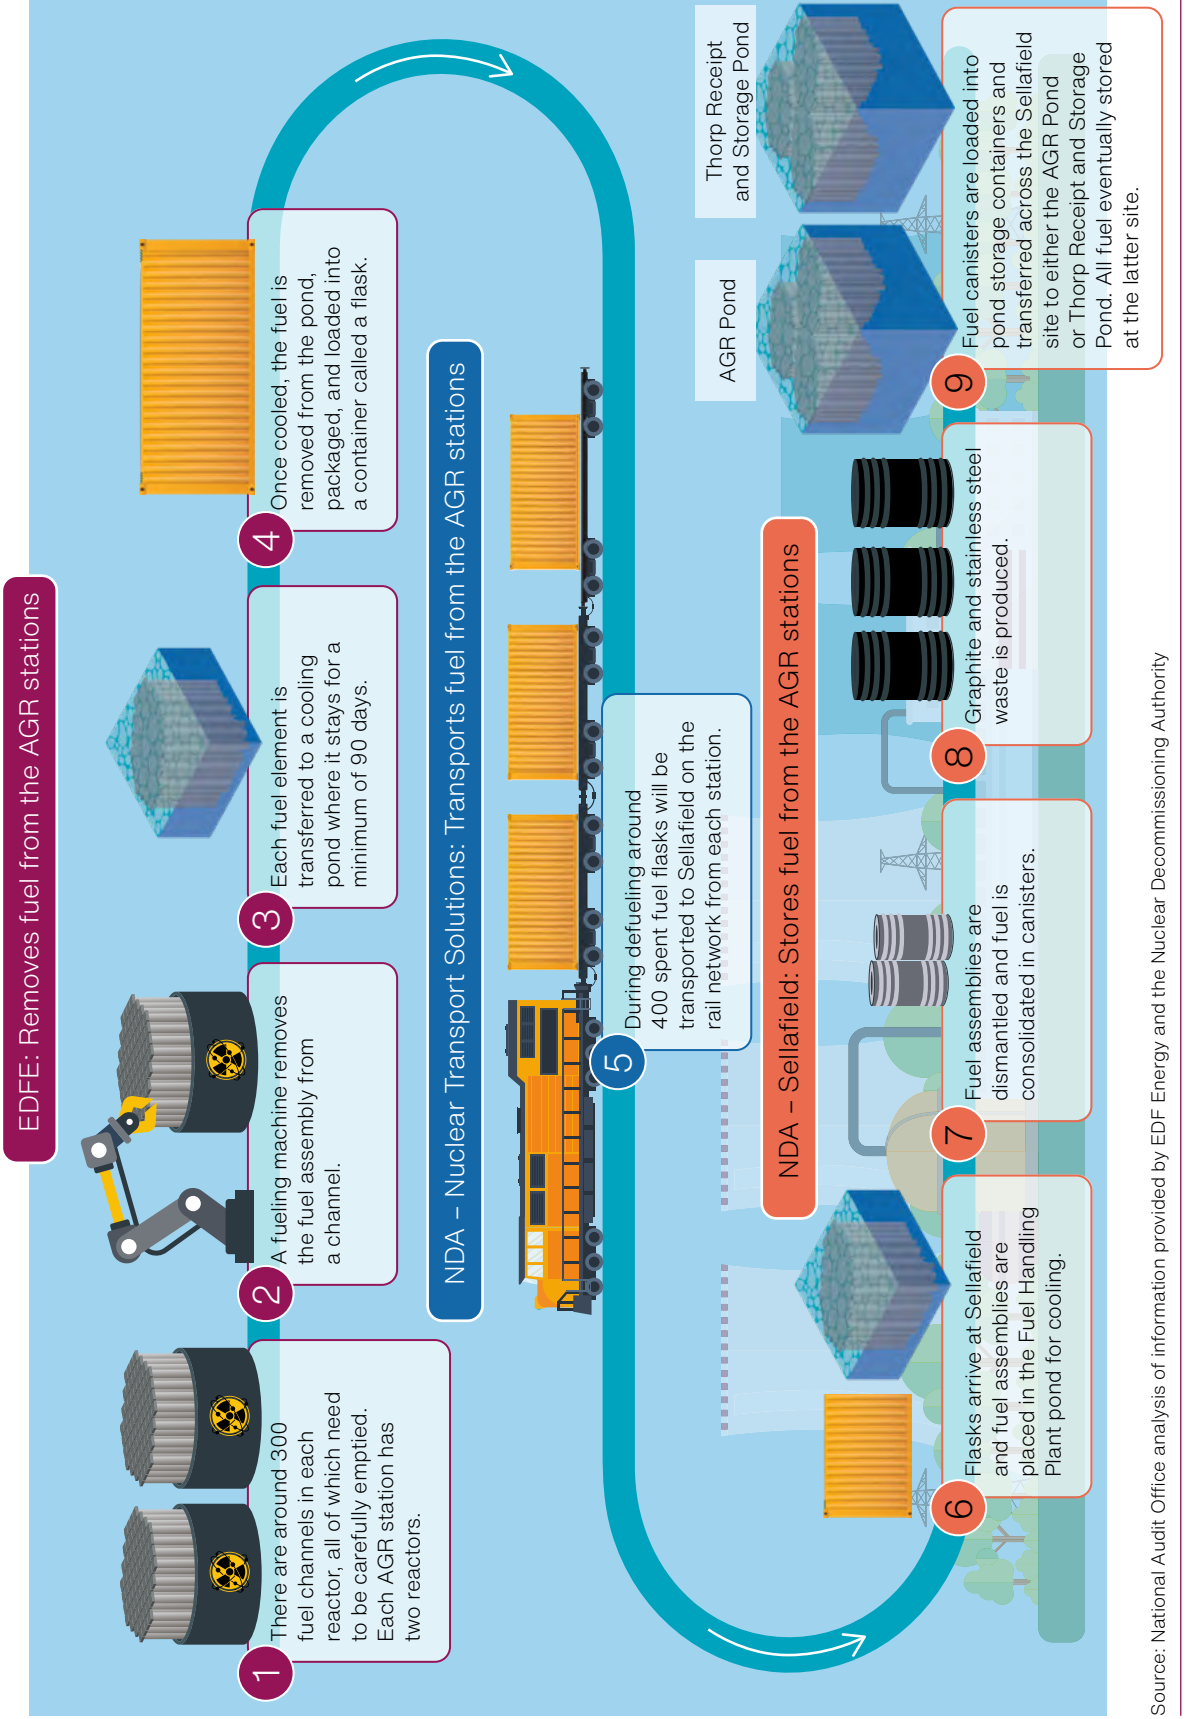 EDFE: Removes fuel from the AGR stations
1
There are around 300
fuel channels in each
reactor, all of which need
to be carefully emptied.
Each AGR station has
two reactors.
2
A fueling machine removes
the fuel assembly from
a channel.
3
Each fuel element is
transferred to a cooling
pond where it stays for a
minimum of 90 days.
4
Once cooled, the fuel is
removed from the pond,
packaged, and loaded into
a container called a flask.
NDA – Nuclear Transport Solutions: Transports fuel from the AGR stations
5
During defueling around
400 spent fuel flasks will be
transported to Sellafield on the
rail network from each station.
NDA – Sellafield: Stores fuel from the AGR stations
6
Flasks arrive at Sellafield
and fuel assemblies are
placed in the Fuel Handling
Plant pond for cooling.
7
Fuel assemblies are
dismantled and fuel is
consolidated in canisters.
8
Graphite and stainless steel
waste is produced.
AGR Pond
Thorp Receipt
and Storage Pond
9
Fuel canisters are loaded into
pond storage containers and
transferred across the Sellafield
site to either the AGR Pond
or Thorp Receipt and Storage
Pond. All fuel eventually stored
at the latter site.
Source: National Audit Office analysis of information provided by EDF Energy and the Nuclear Decommissioning Authority